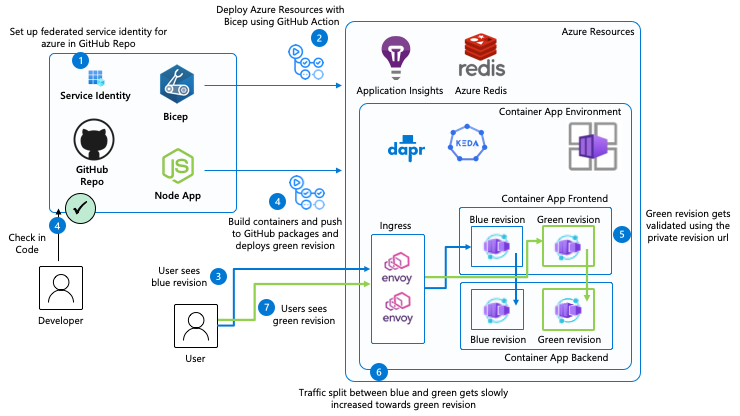 Set up federated service identity for
azure in GitHub Repo
1
Service Identity
Bicep
GitHub
Repo
Node App
Deploy Azure Resources with
Bicep using GitHub Action
2
4
Build containers and push
to GitHub packages and
deploys green revision
4
Check in
Code
Developer
User sees
blue revision
3
7
Users sees
green revision
User
Azure Resources
Application Insights
redis
Azure Redis
Container App Environment
dapr
KEDA
Ingress
envoy
envoy
Container App Frontend
Blue revision
Green revision
5
Green revision gets
validated using the
private revision url
Blue revision
Green revision
Container App Backend
6
Traffic split between blue and green gets slowly
increased towards green revision